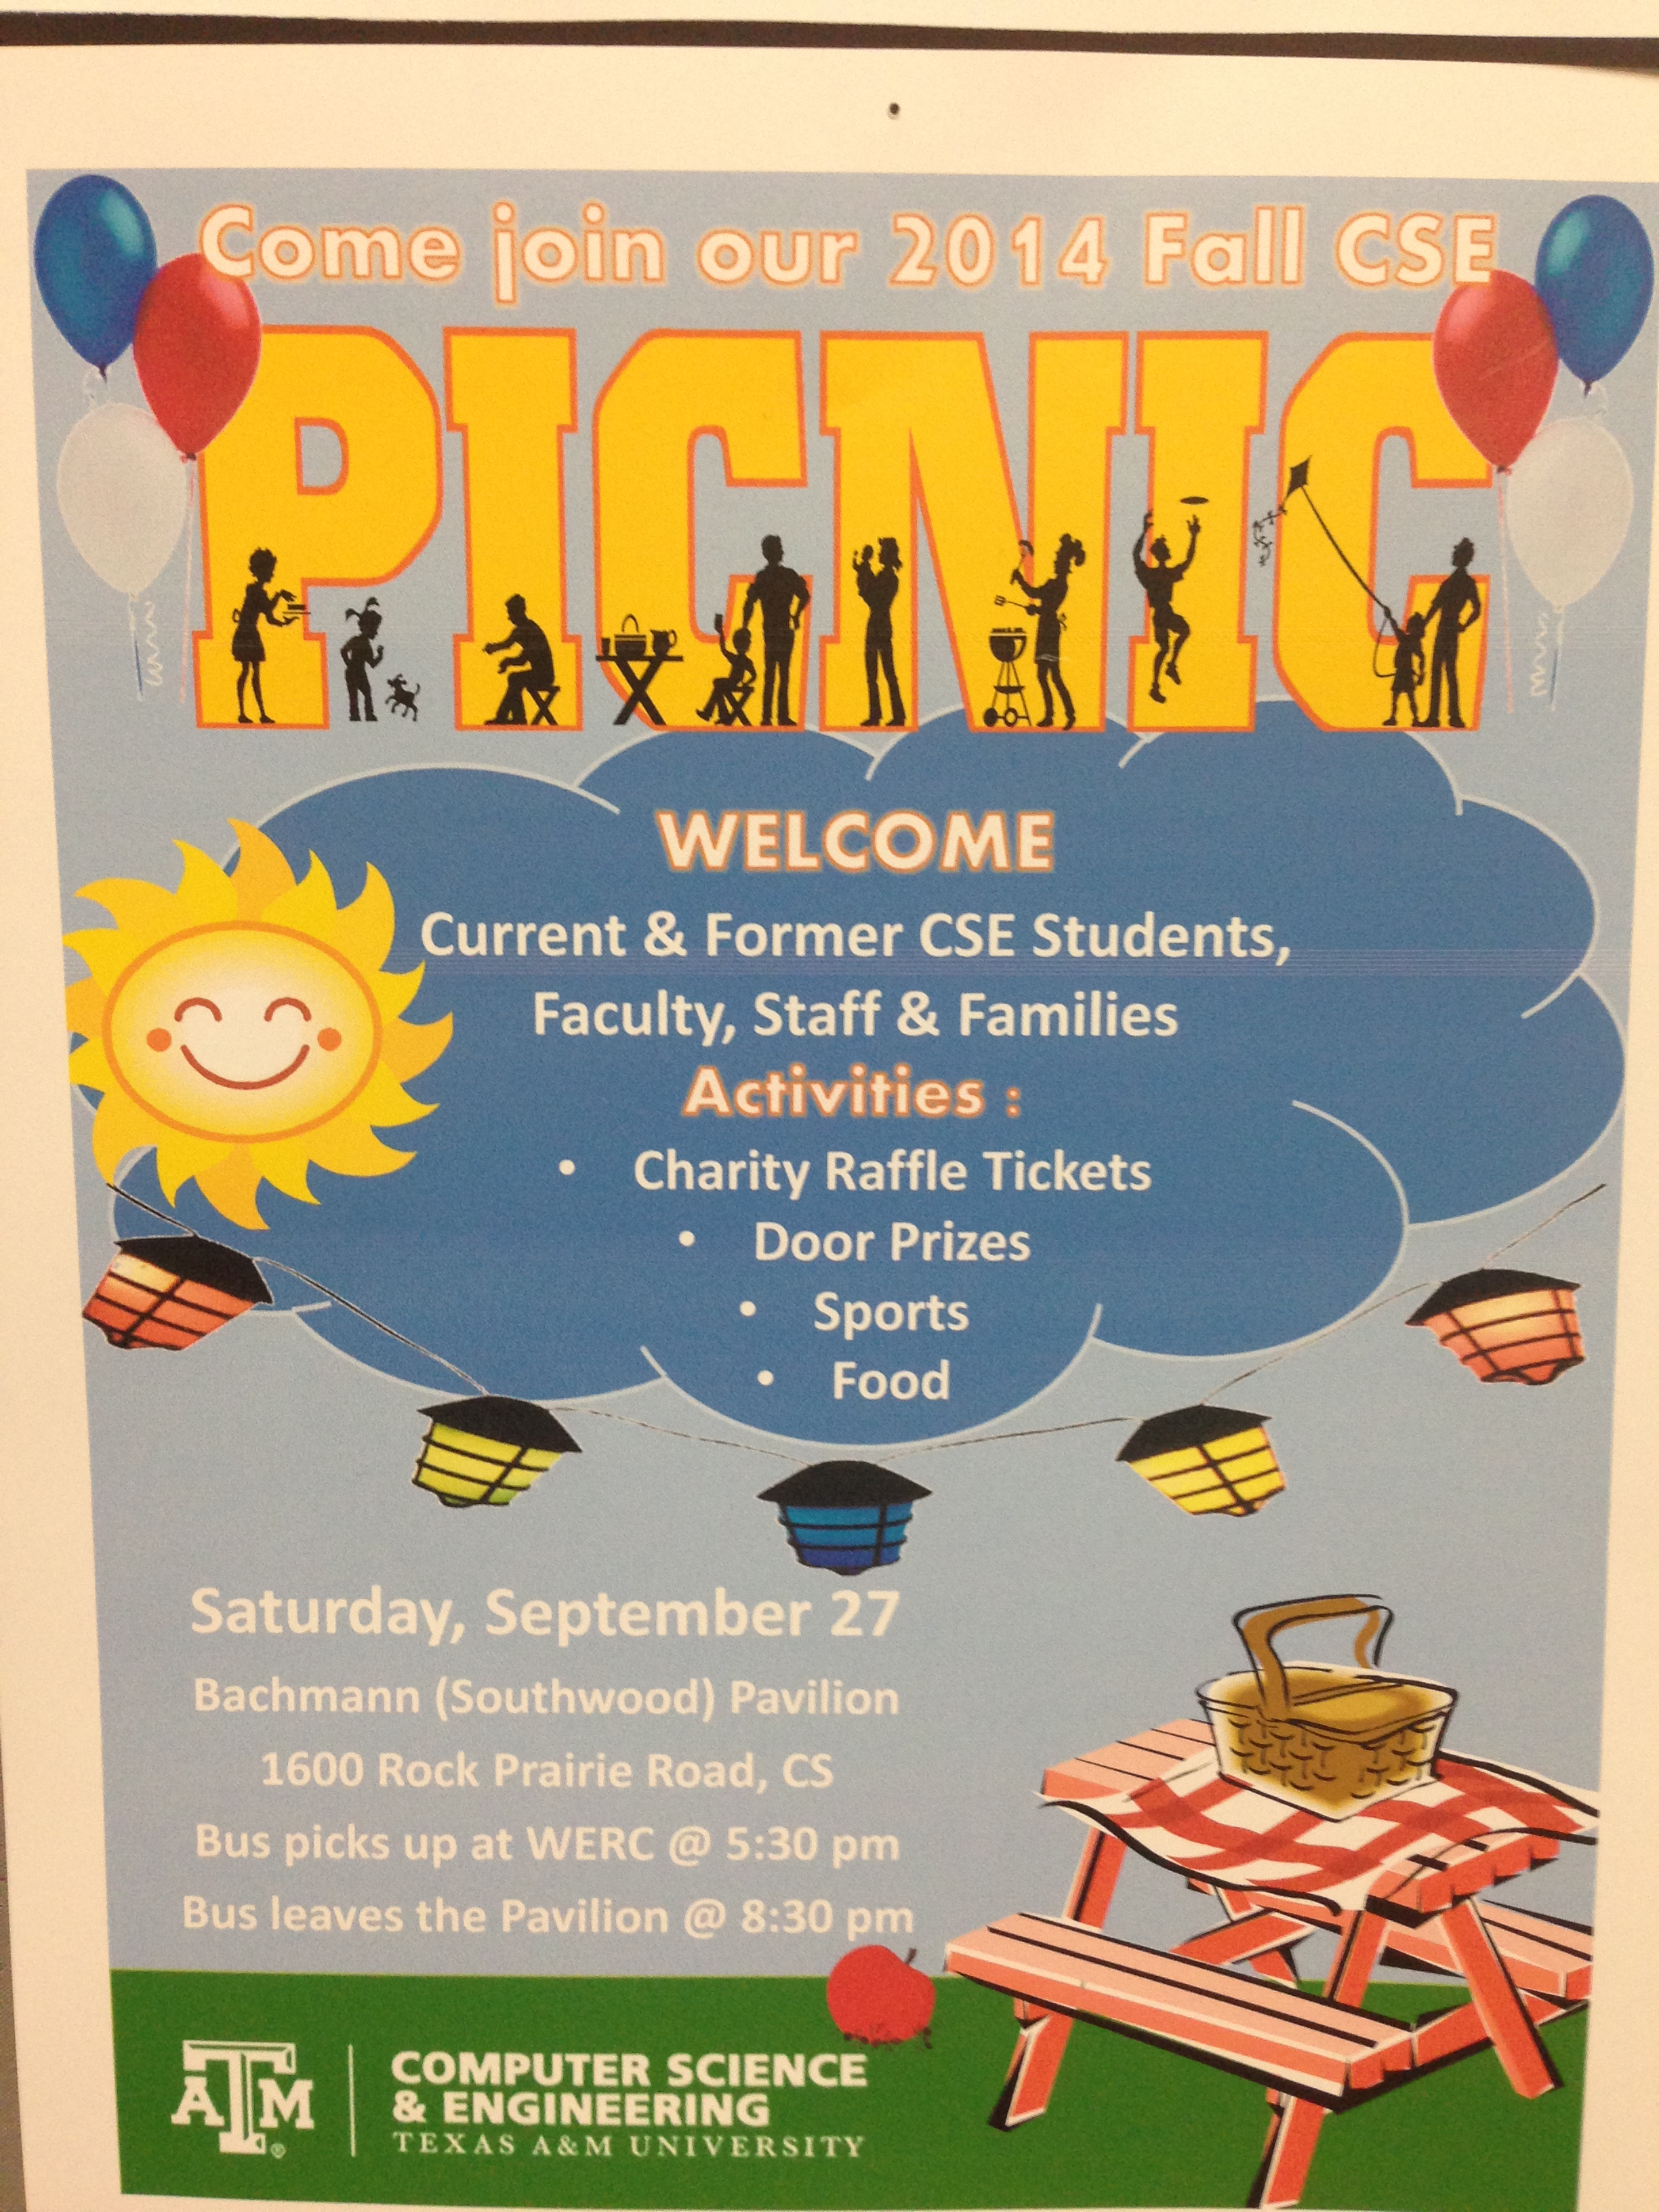 Come join our 2014 Fall CSE
PICNIC
WELCOME
Current & Former CSE Students,
Faculty, Staff & Families
Activities :
• Charity Raffle Tickets
• Door Prizes
• Sports
• Food
Saturday, September 27
Bachmann (Southwood) Pavilion
1600 Rock Prairie Road, CS
Bus picks up at WERC @ 5:30 pm
Bus leaves the Pavilion @ 8:30 pm
ATM®
COMPUTER SCIENCE
& ENGINEERING
TEXAS A&M UNIVERSITY